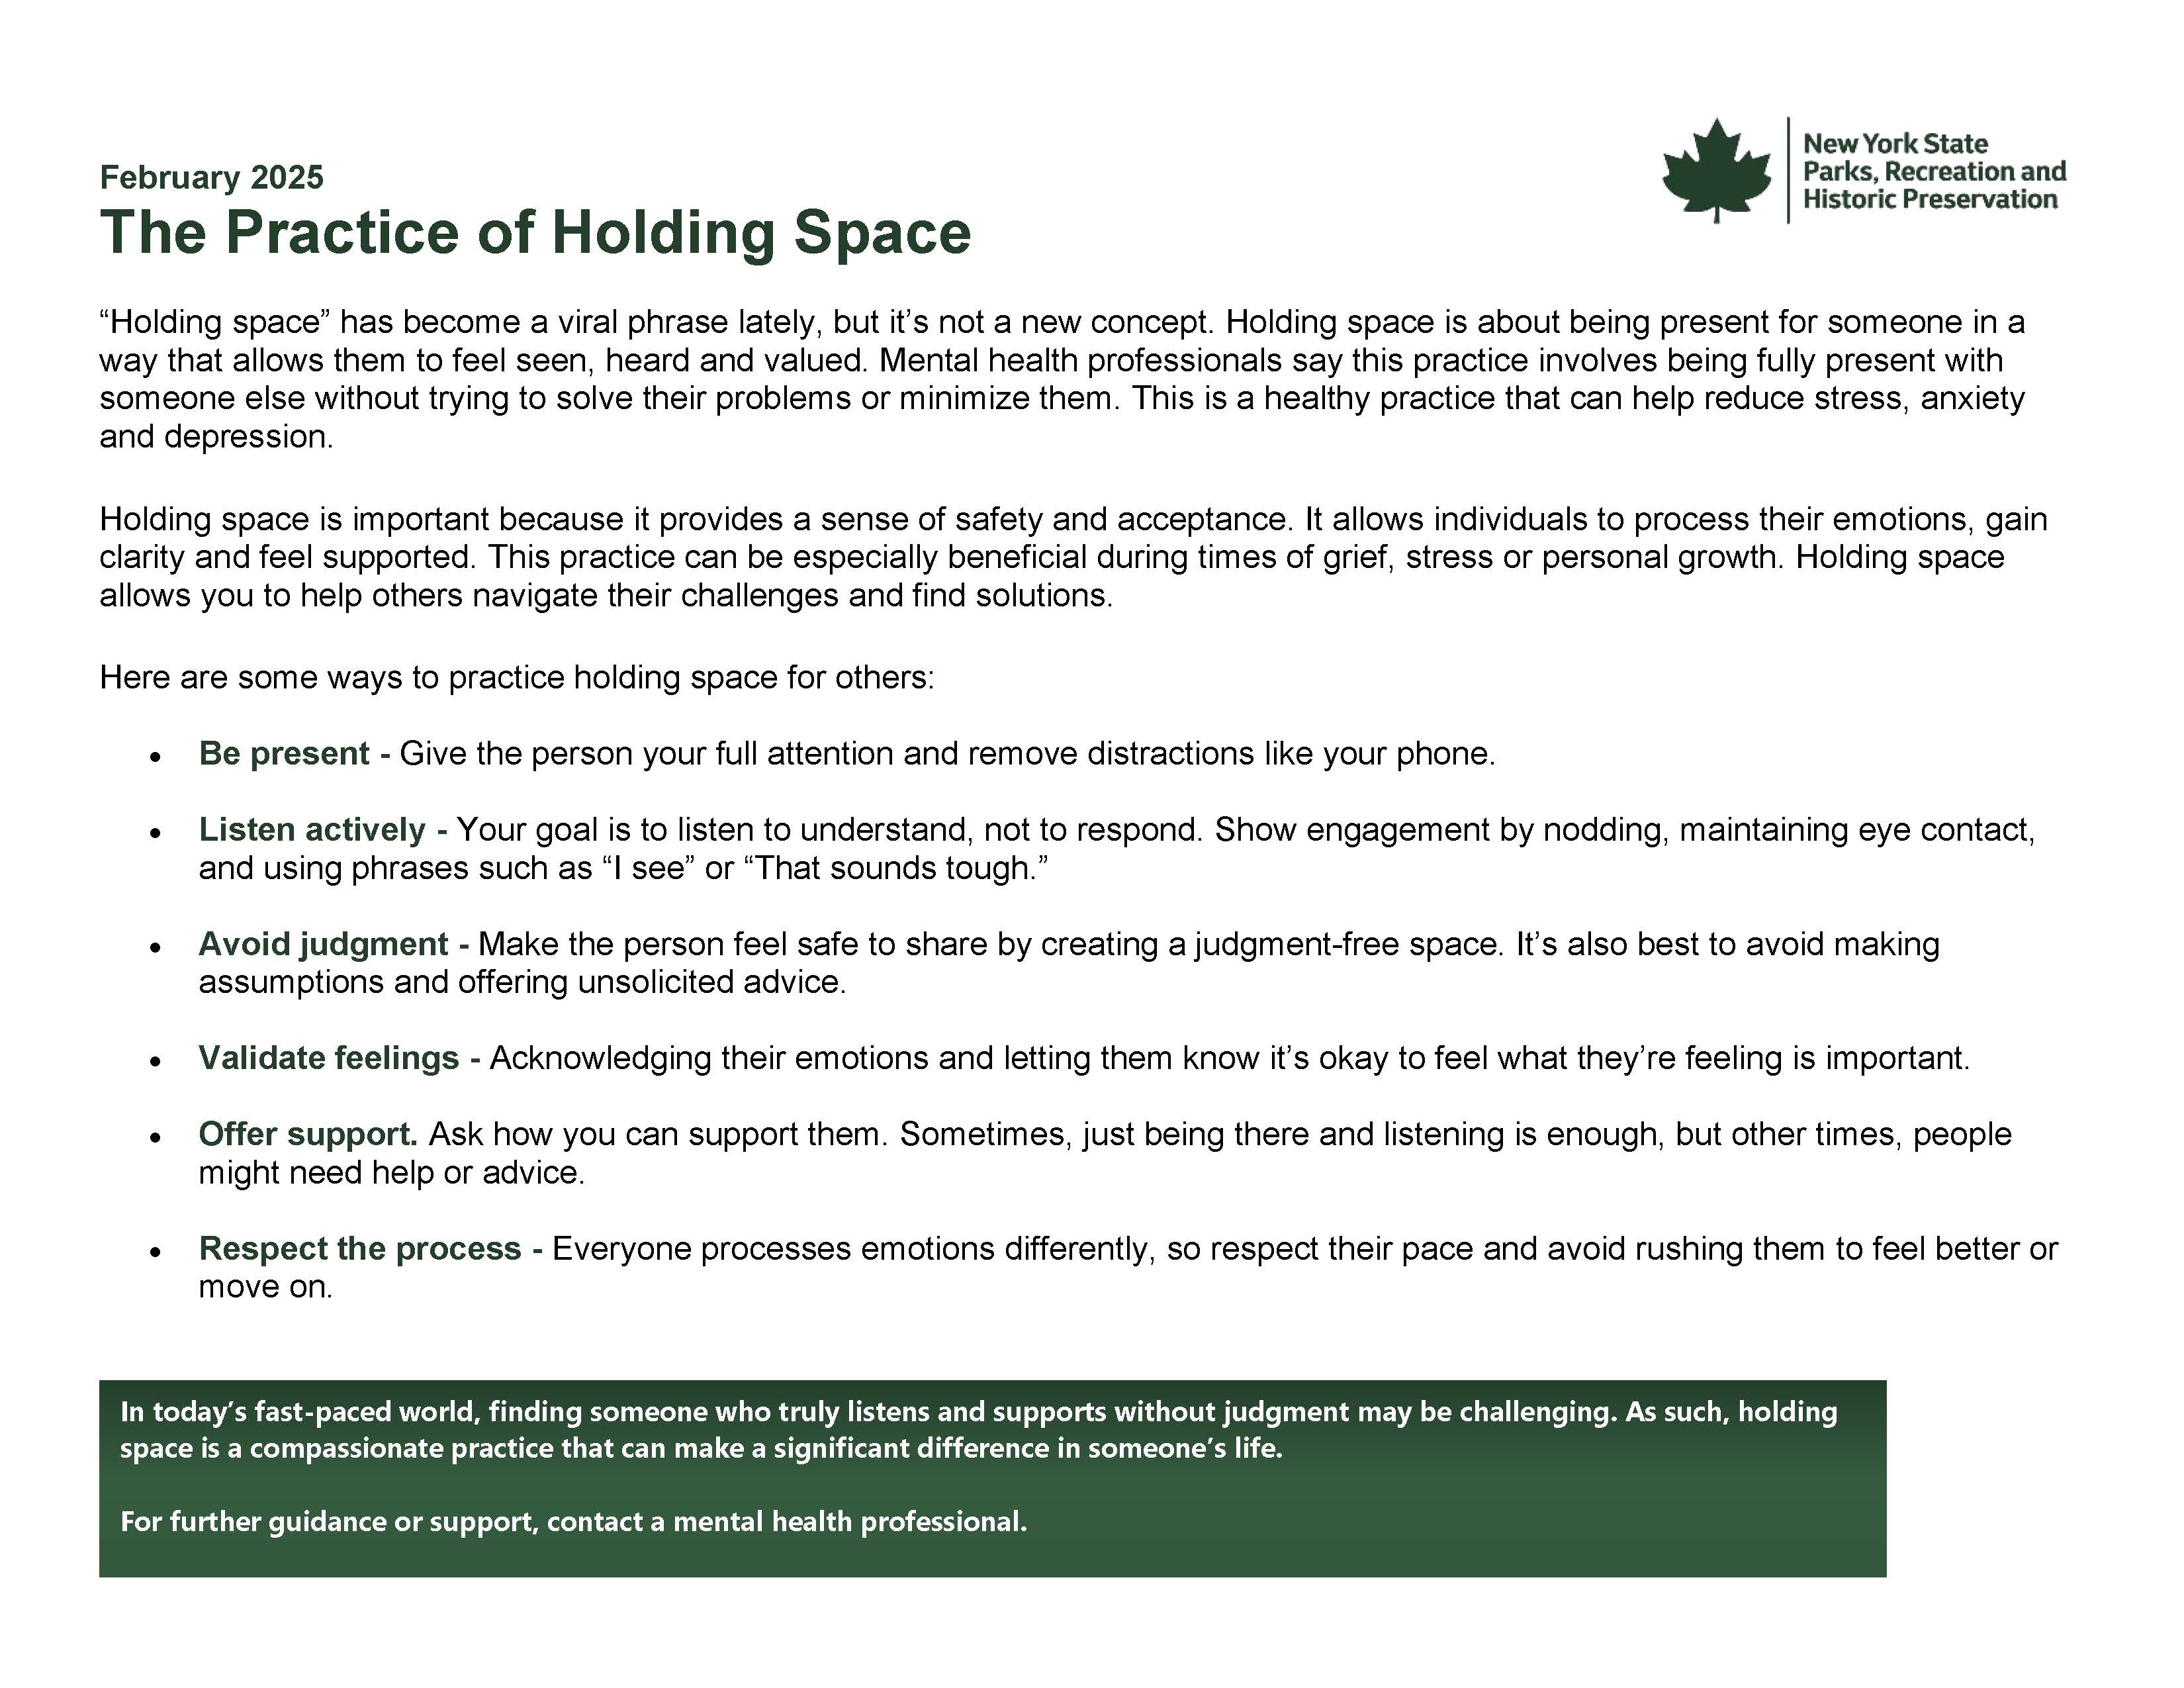 February 2025
The Practice of Holding Space
New York State
Parks, Recreation and
Historic Preservation
“Holding space” has become a viral phrase lately, but it’s not a new concept. Holding space is about being present for someone in a
way that allows them to feel seen, heard and valued. Mental health professionals say this practice involves being fully present with
someone else without trying to solve their problems or minimize them. This is a healthy practice that can help reduce stress, anxiety
and depression.
Holding space is important because it provides a sense of safety and acceptance. It allows individuals to process their emotions, gain
clarity and feel supported. This practice can be especially beneficial during times of grief, stress or personal growth. Holding space
allows you to help others navigate their challenges and find solutions.
Here are some ways to practice holding space for others:
• Be present - Give the person your full attention and remove distractions like your phone.
• Listen actively - Your goal is to listen to understand, not to respond. Show engagement by nodding, maintaining eye contact,
and using phrases such as “I see” or “That sounds tough.”
• Avoid judgment - Make the person feel safe to share by creating a judgment-free space. It’s also best to avoid making
assumptions and offering unsolicited advice.
• Validate feelings - Acknowledging their emotions and letting them know it’s okay to feel what they’re feeling is important.
• Offer support. Ask how you can support them. Sometimes, just being there and listening is enough, but other times, people
might need help or advice.
• Respect the process - Everyone processes emotions differently, so respect their pace and avoid rushing them to feel better or
move on.
In today’s fast-paced world, finding someone who truly listens and supports without judgment may be challenging. As such, holding
space is a compassionate practice that can make a significant difference in someone’s life.
For further guidance or support, contact a mental health professional.